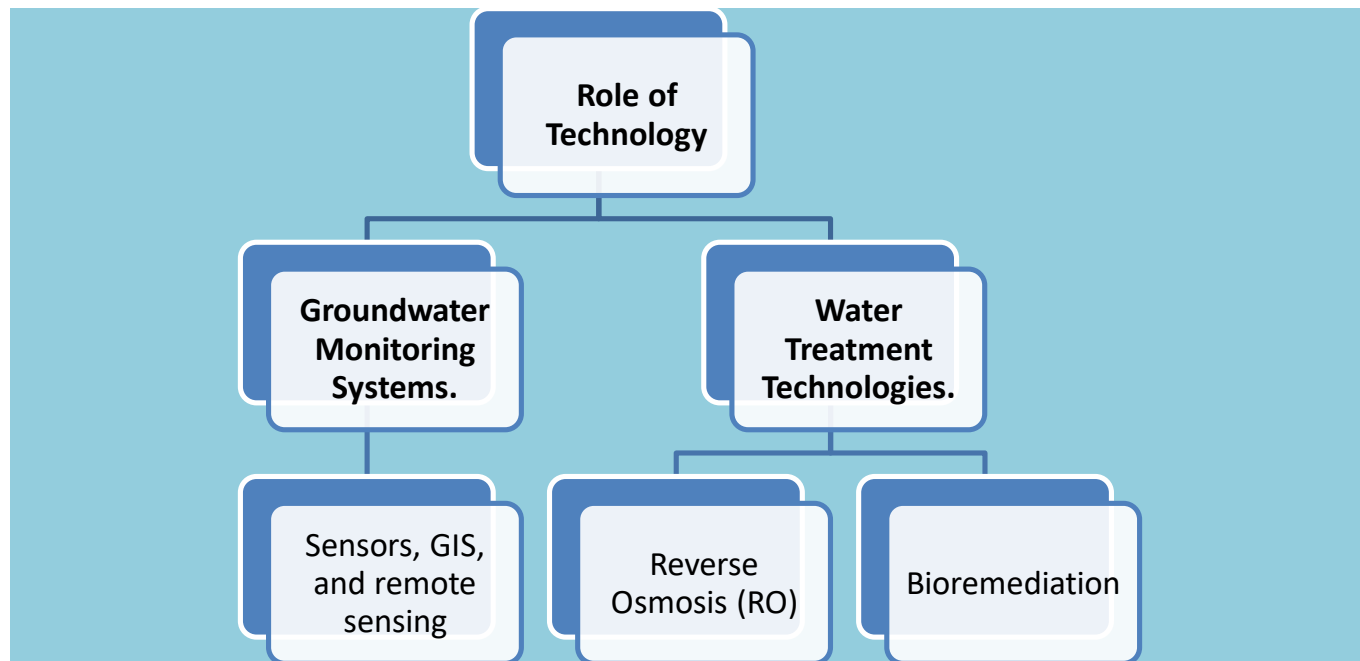 Role of
Technology
Groundwater
Monitoring
Systems.
Water
Treatment
Technologies.
Sensors, GIS,
and remote
sensing
Reverse
Osmosis (RO)
Bioremediation